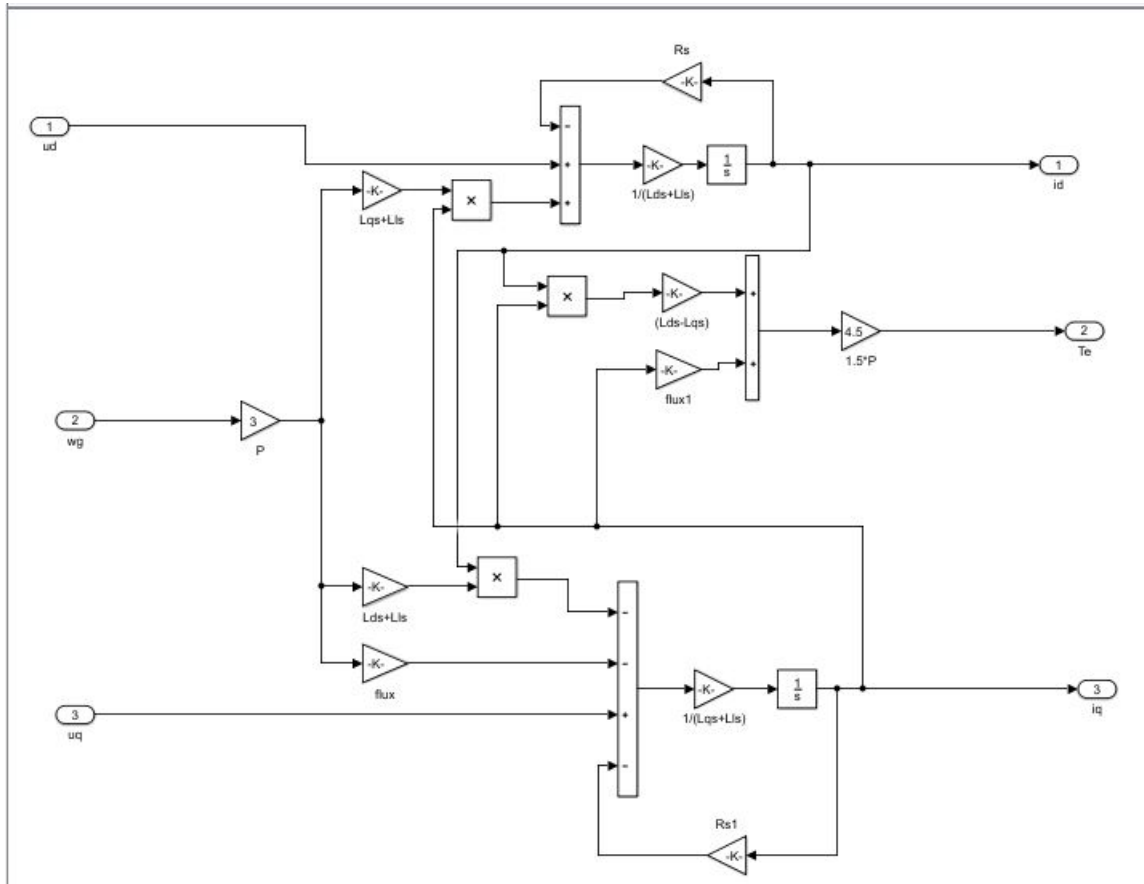 Rs
-K-
1
ud
−
+
+
-K-
1/(Lds+Lls)
1
s
1
id
-K-
Lqs+Lls
×
×
-K-
(Lds-Lqs)
+
+
4.5
1.5*P
2
Te
-K-
flux1
2
wg
3
P
-K-
Lds+Lls
×
-K-
flux
−
−
+
−
-K-
1/(Lqs+Lls)
1
s
3
iq
3
uq
Rs1
-K-